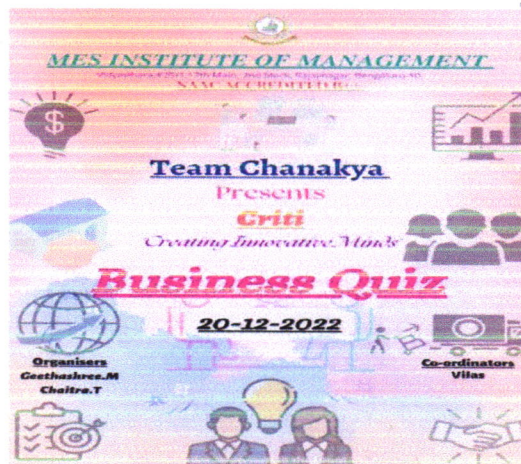 MES INSTITUTE OF MANAGEMENT
NAAC ACCREDITED
Team Chanakya
Presents
Criti
Creating Innovative Minds
Business Quiz
20-12-2022
Organisers
Geethashree.M
Chaitra.T
Co-ordinators
Vilas